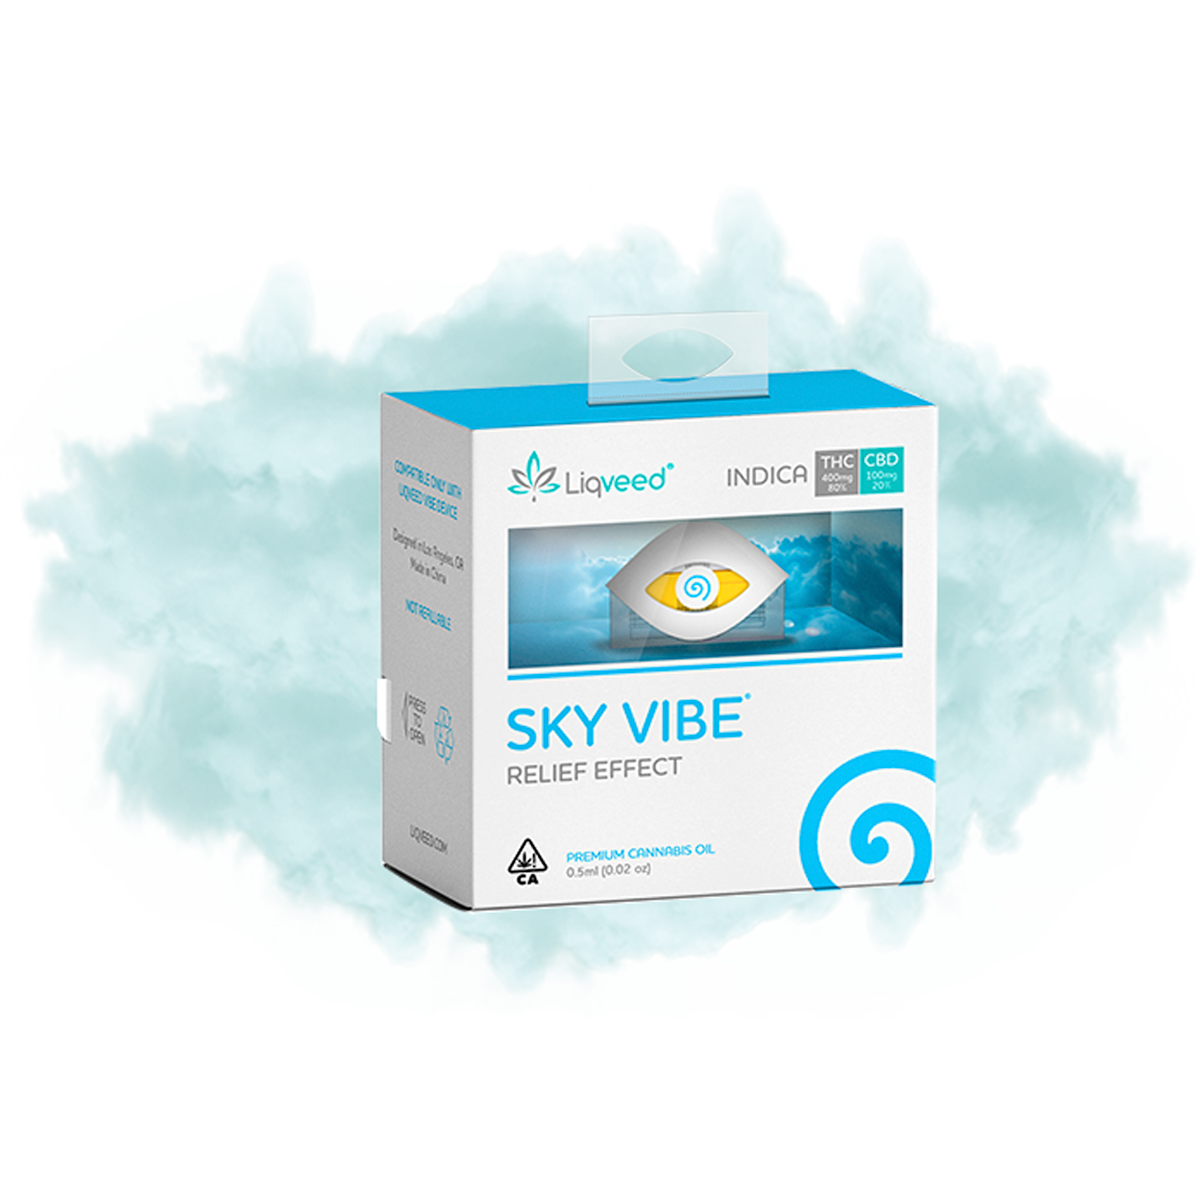 COMPATIBLE ONLY WITH
LIQVEED VIBE DEVICE
Designed in Los Angeles, CA
Made in China
NOT REFILLABLE
PRESS
TO
OPEN
LIQVEED.COM
Liqveed®
INDICA
THC
400mg
80%
CBD
100mg
20%
SKY VIBE®
RELIEF EFFECT
CA
PREMIUM CANNABIS OIL
0.5ml (0.02 oz)